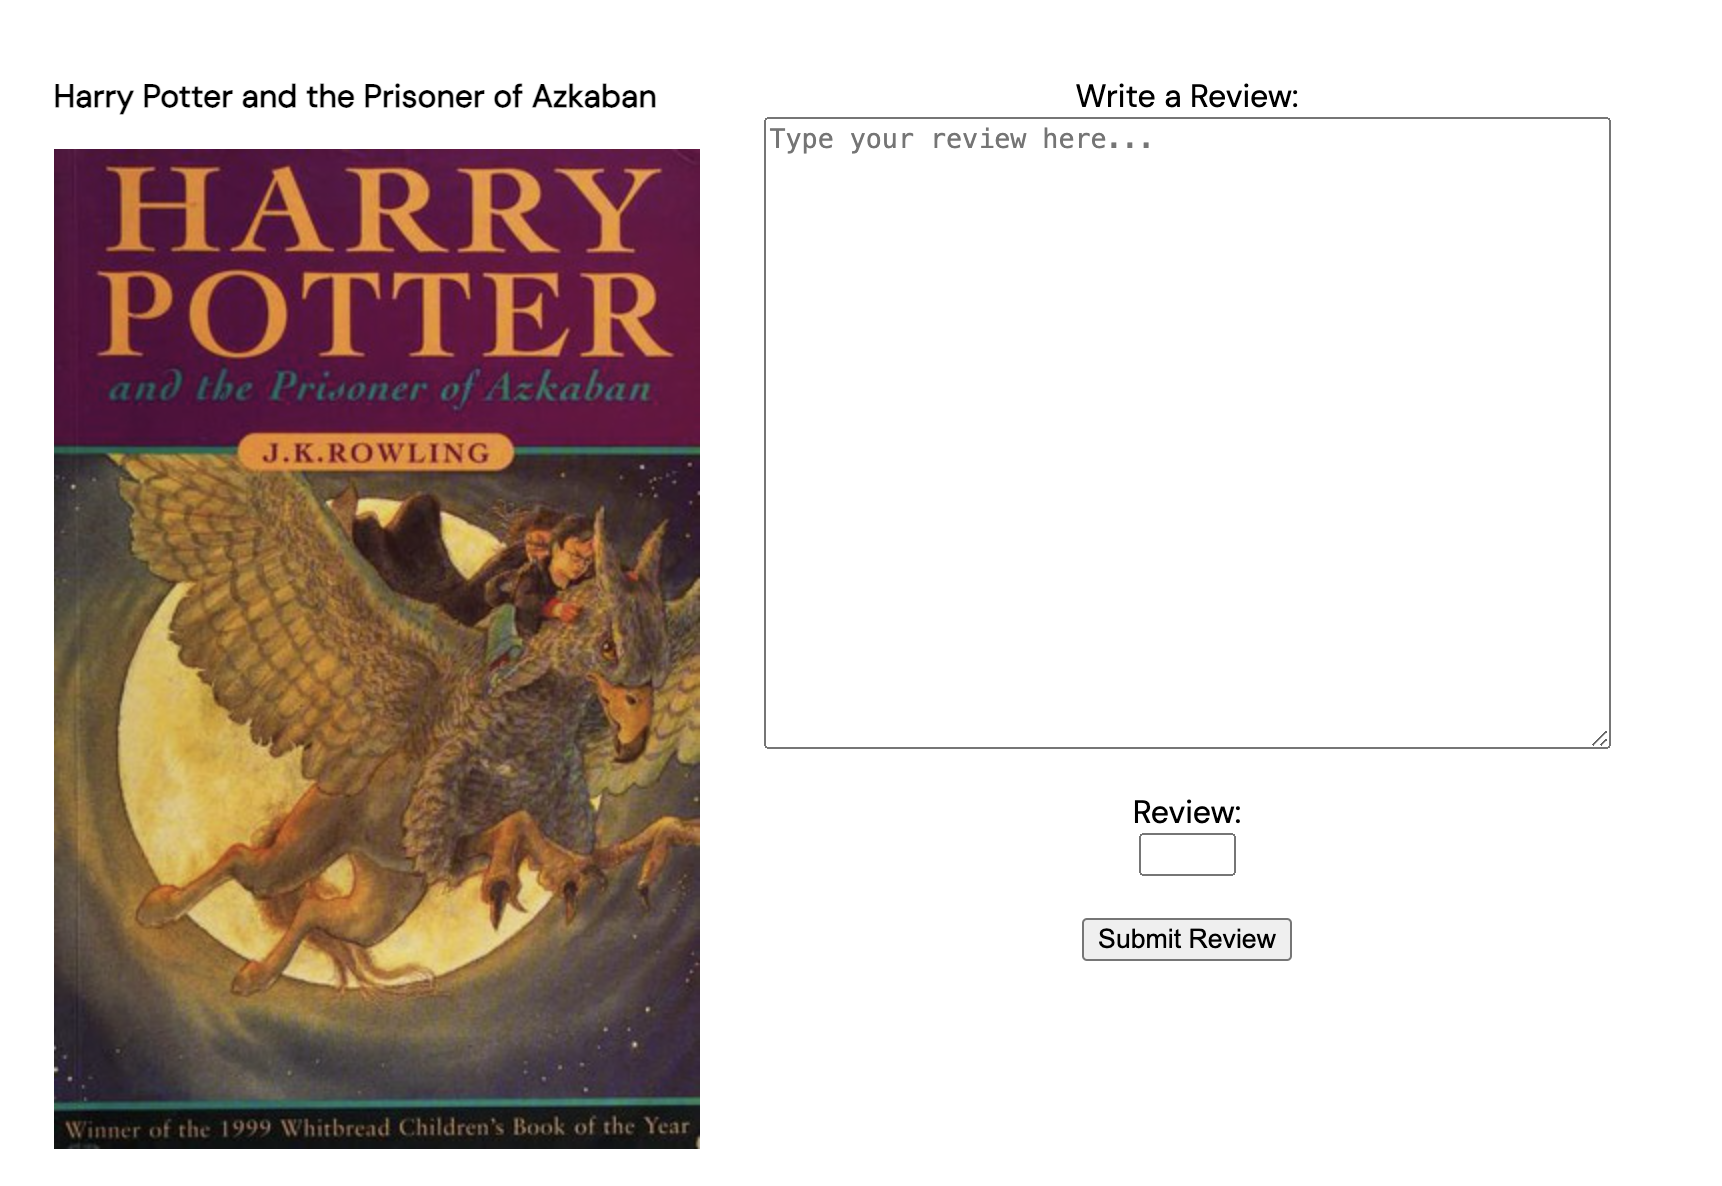 Harry Potter and the Prisoner of Azkaban
HARRY
POTTER
and the Prisoner of Azkaban
J.K.ROWLING
Winner of the 1999 Whitbread Children's Book of the Year
Write a Review:
Type your review here...
Review:
Submit Review